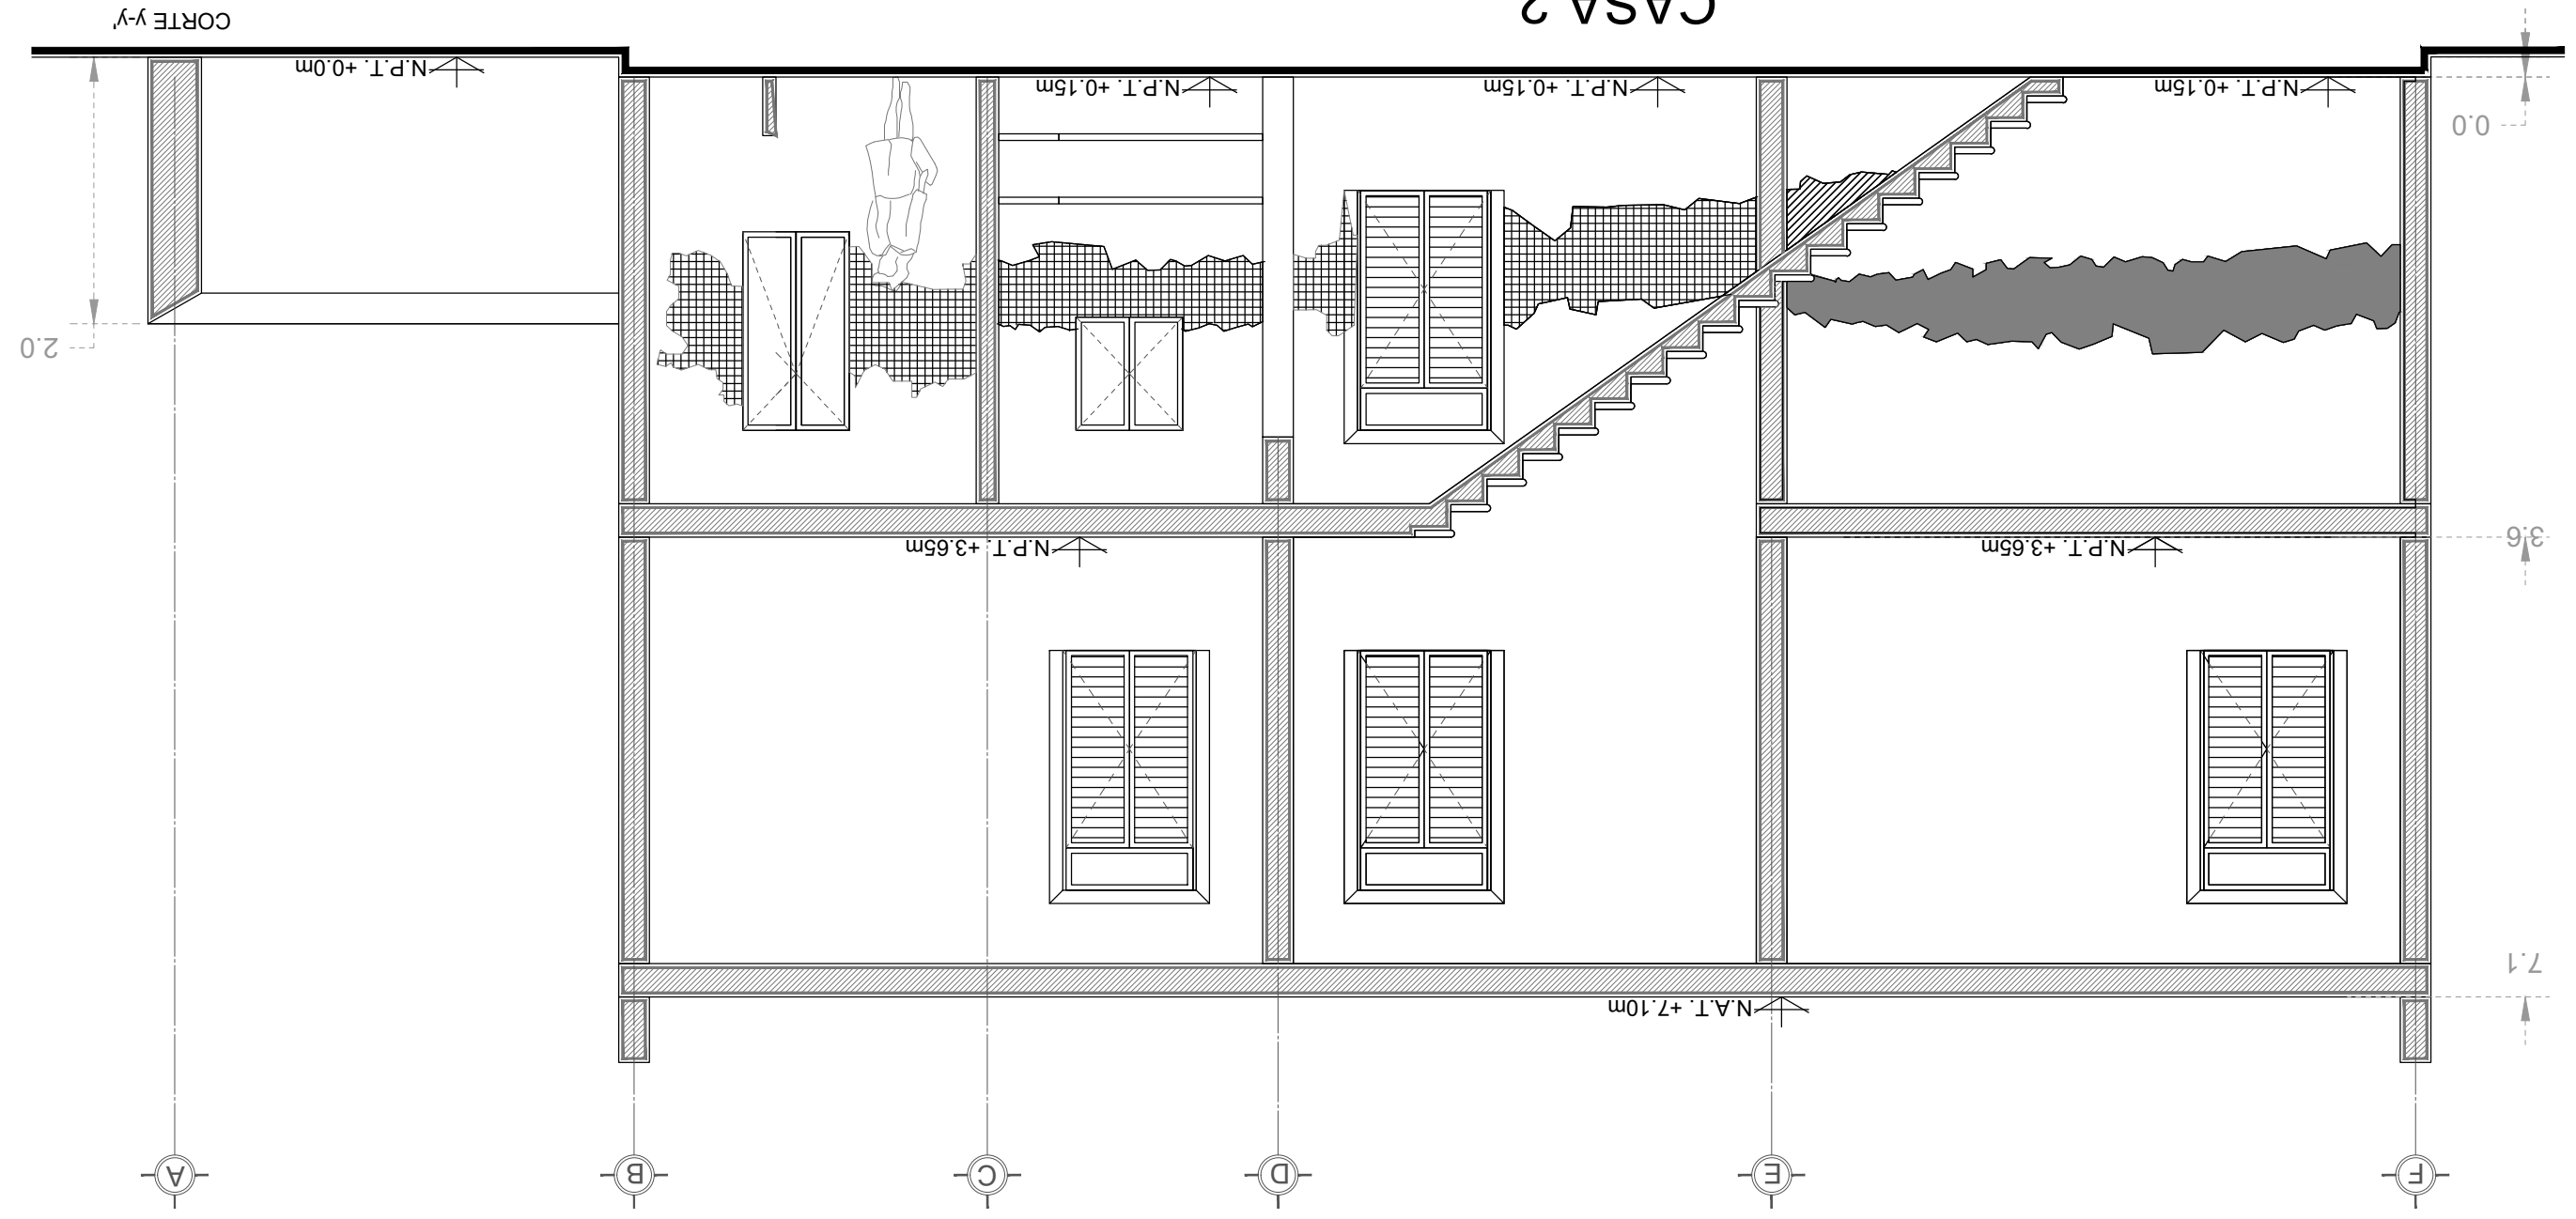 F
E
D
C
B
A
N.A.T. +7.10m
7.1
N.P.T. +3.65m
N.P.T. +3.65m
3.6
2.0
0.0
N.P.T. +0.15m
N.P.T. +0.15m
N.P.T. +0.15m
N.P.T. +0.0m
CORTE y-y'
CASA 2